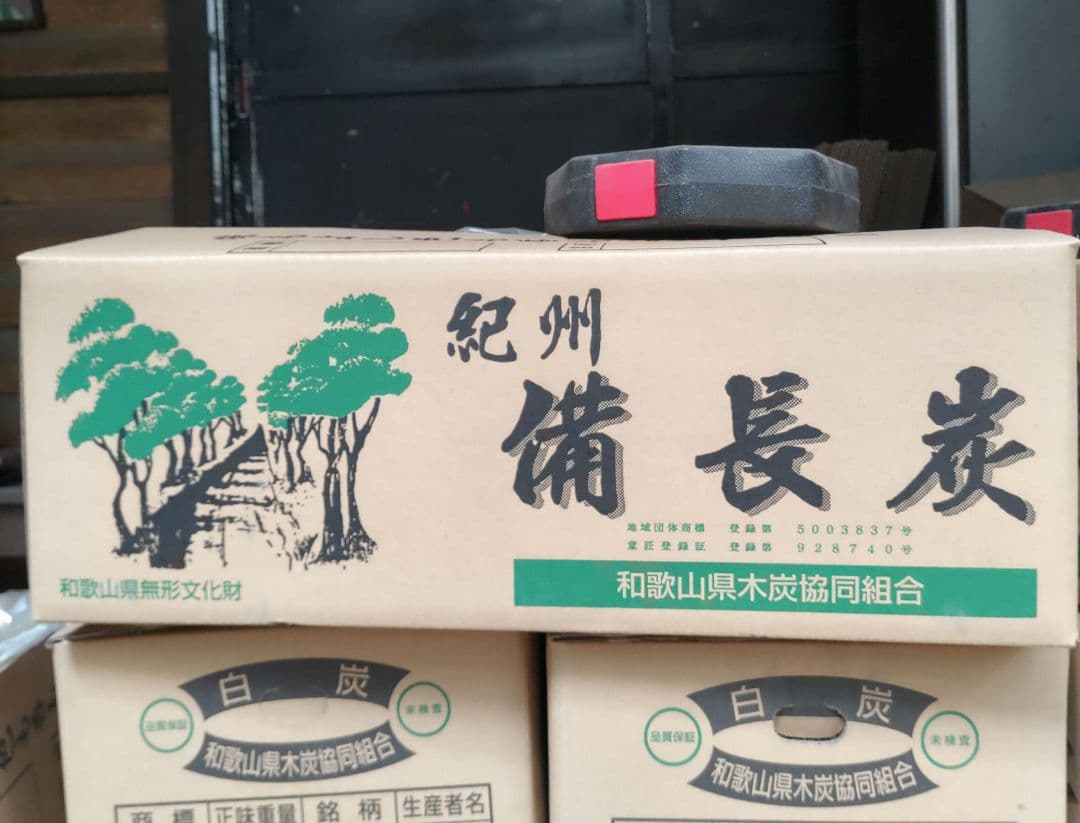 紀州
備長炭
地域団体商標 登録第 5003837号
意匠登録証 登録第 928740号
和歌山県無形文化財
和歌山県木炭協同組合
白炭
品質保証
未検査
和歌山県木炭協同組合
商標 正味重量 銘柄 生産者名
白炭
品質保証
未検査
和歌山県木炭協同組合